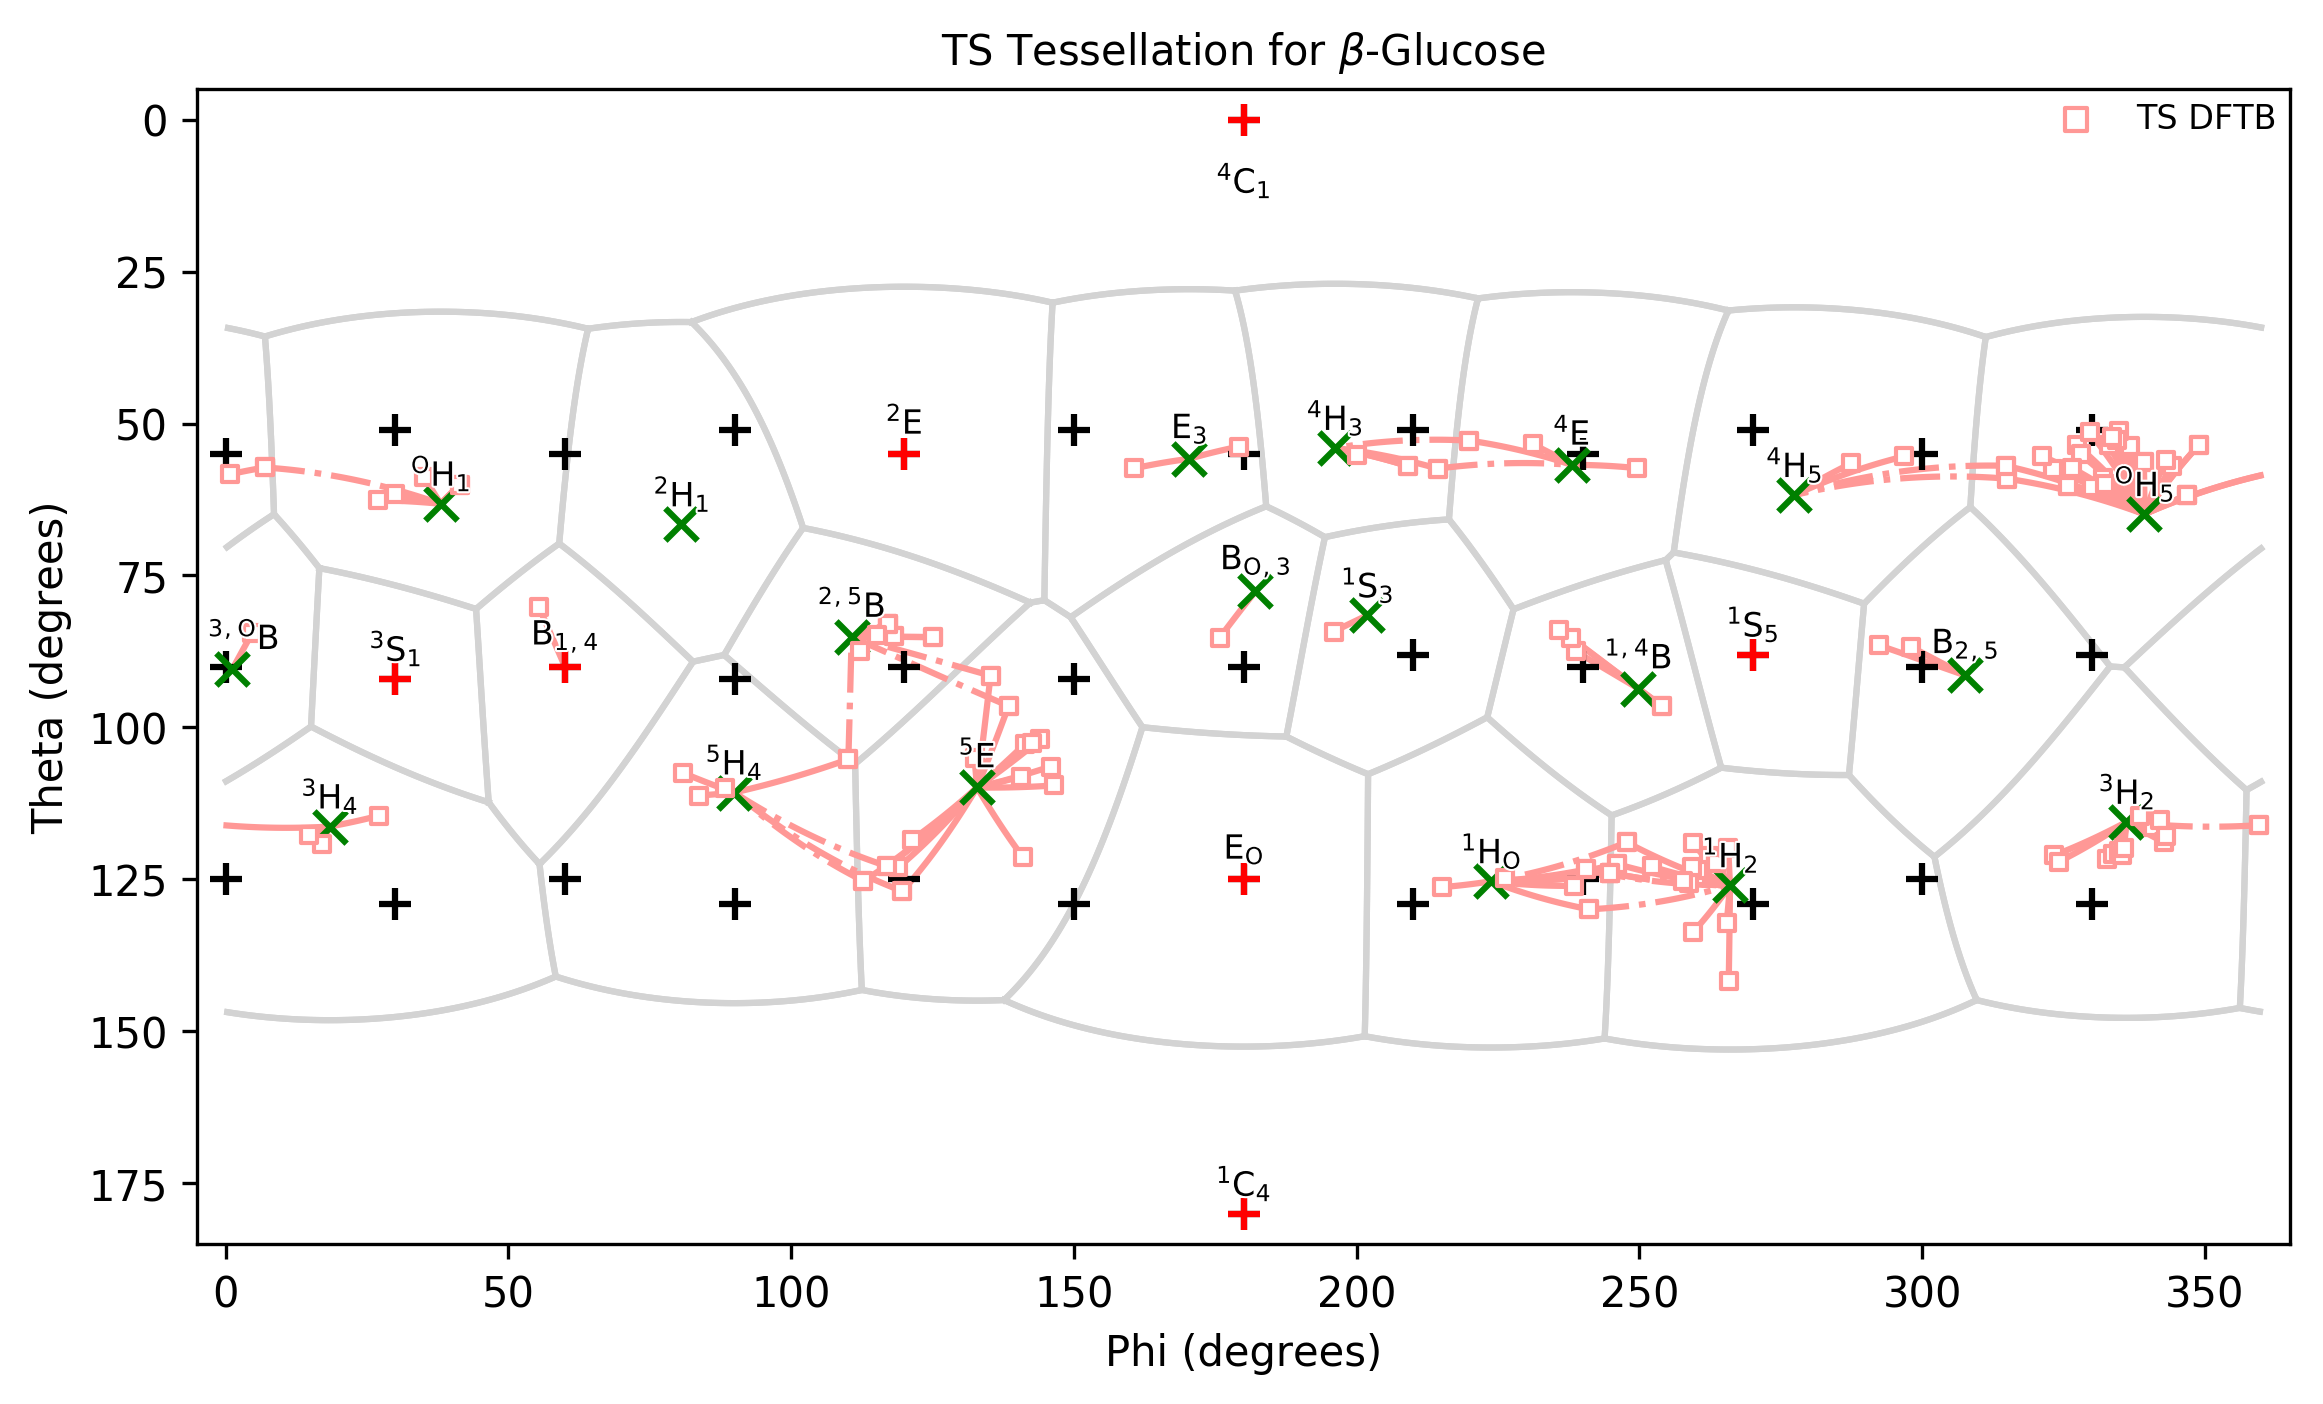 TS Tessellation for β-Glucose
TS DFTB
Theta (degrees)
0
25
50
75
100
125
150
175
⁴C₁
²E
E₃
⁴H₃
⁴E
ᴼH₁
²H₁
⁴H₅
ᴼH₅
B_O,3
¹S₃
²,⁵B
³,ᴼB
³S₁
B₁,₄
¹,⁴B
¹S₅
B₂,₅
⁵H₄
⁵E
³H₄
³H₂
E_O
¹H_O
¹H₂
¹C₄
0
50
100
150
200
250
300
350
Phi (degrees)